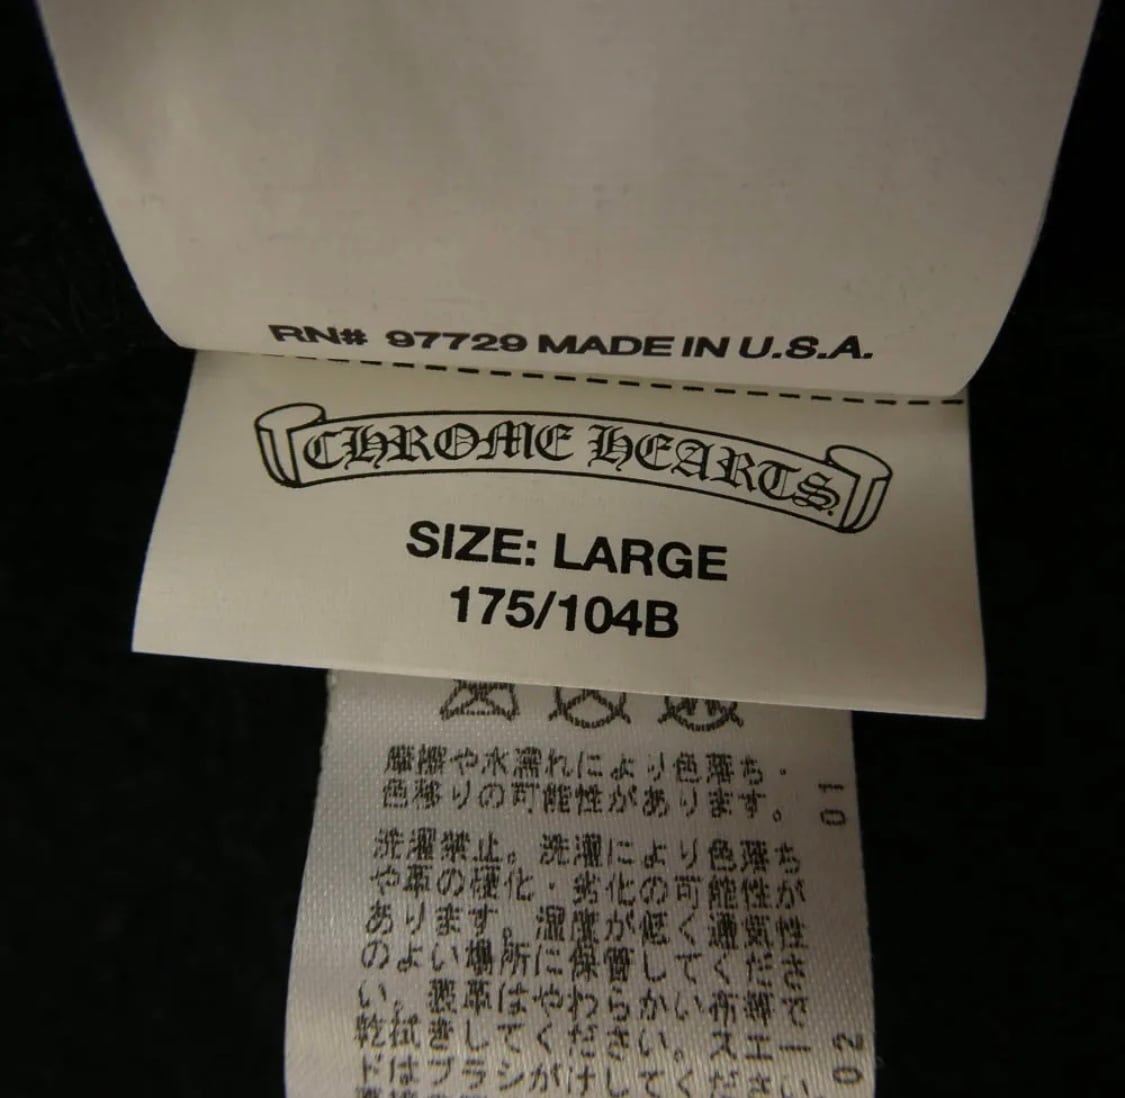 RN# 97729 MADE IN U.S.A.
CHROME HEARTS
SIZE: LARGE
175/104B
摩擦や水濡れにより色落ち・
色移りの可能性があります。
01
洗濯禁止。洗濯により色落ち
や革の硬化・劣化の可能性が
あります。湿度が低く通気性
のよい場所に保管してくださ
い。表革はやわらかい布等で
乾拭きしてください。スエー
ドはブラシがけしてください
02